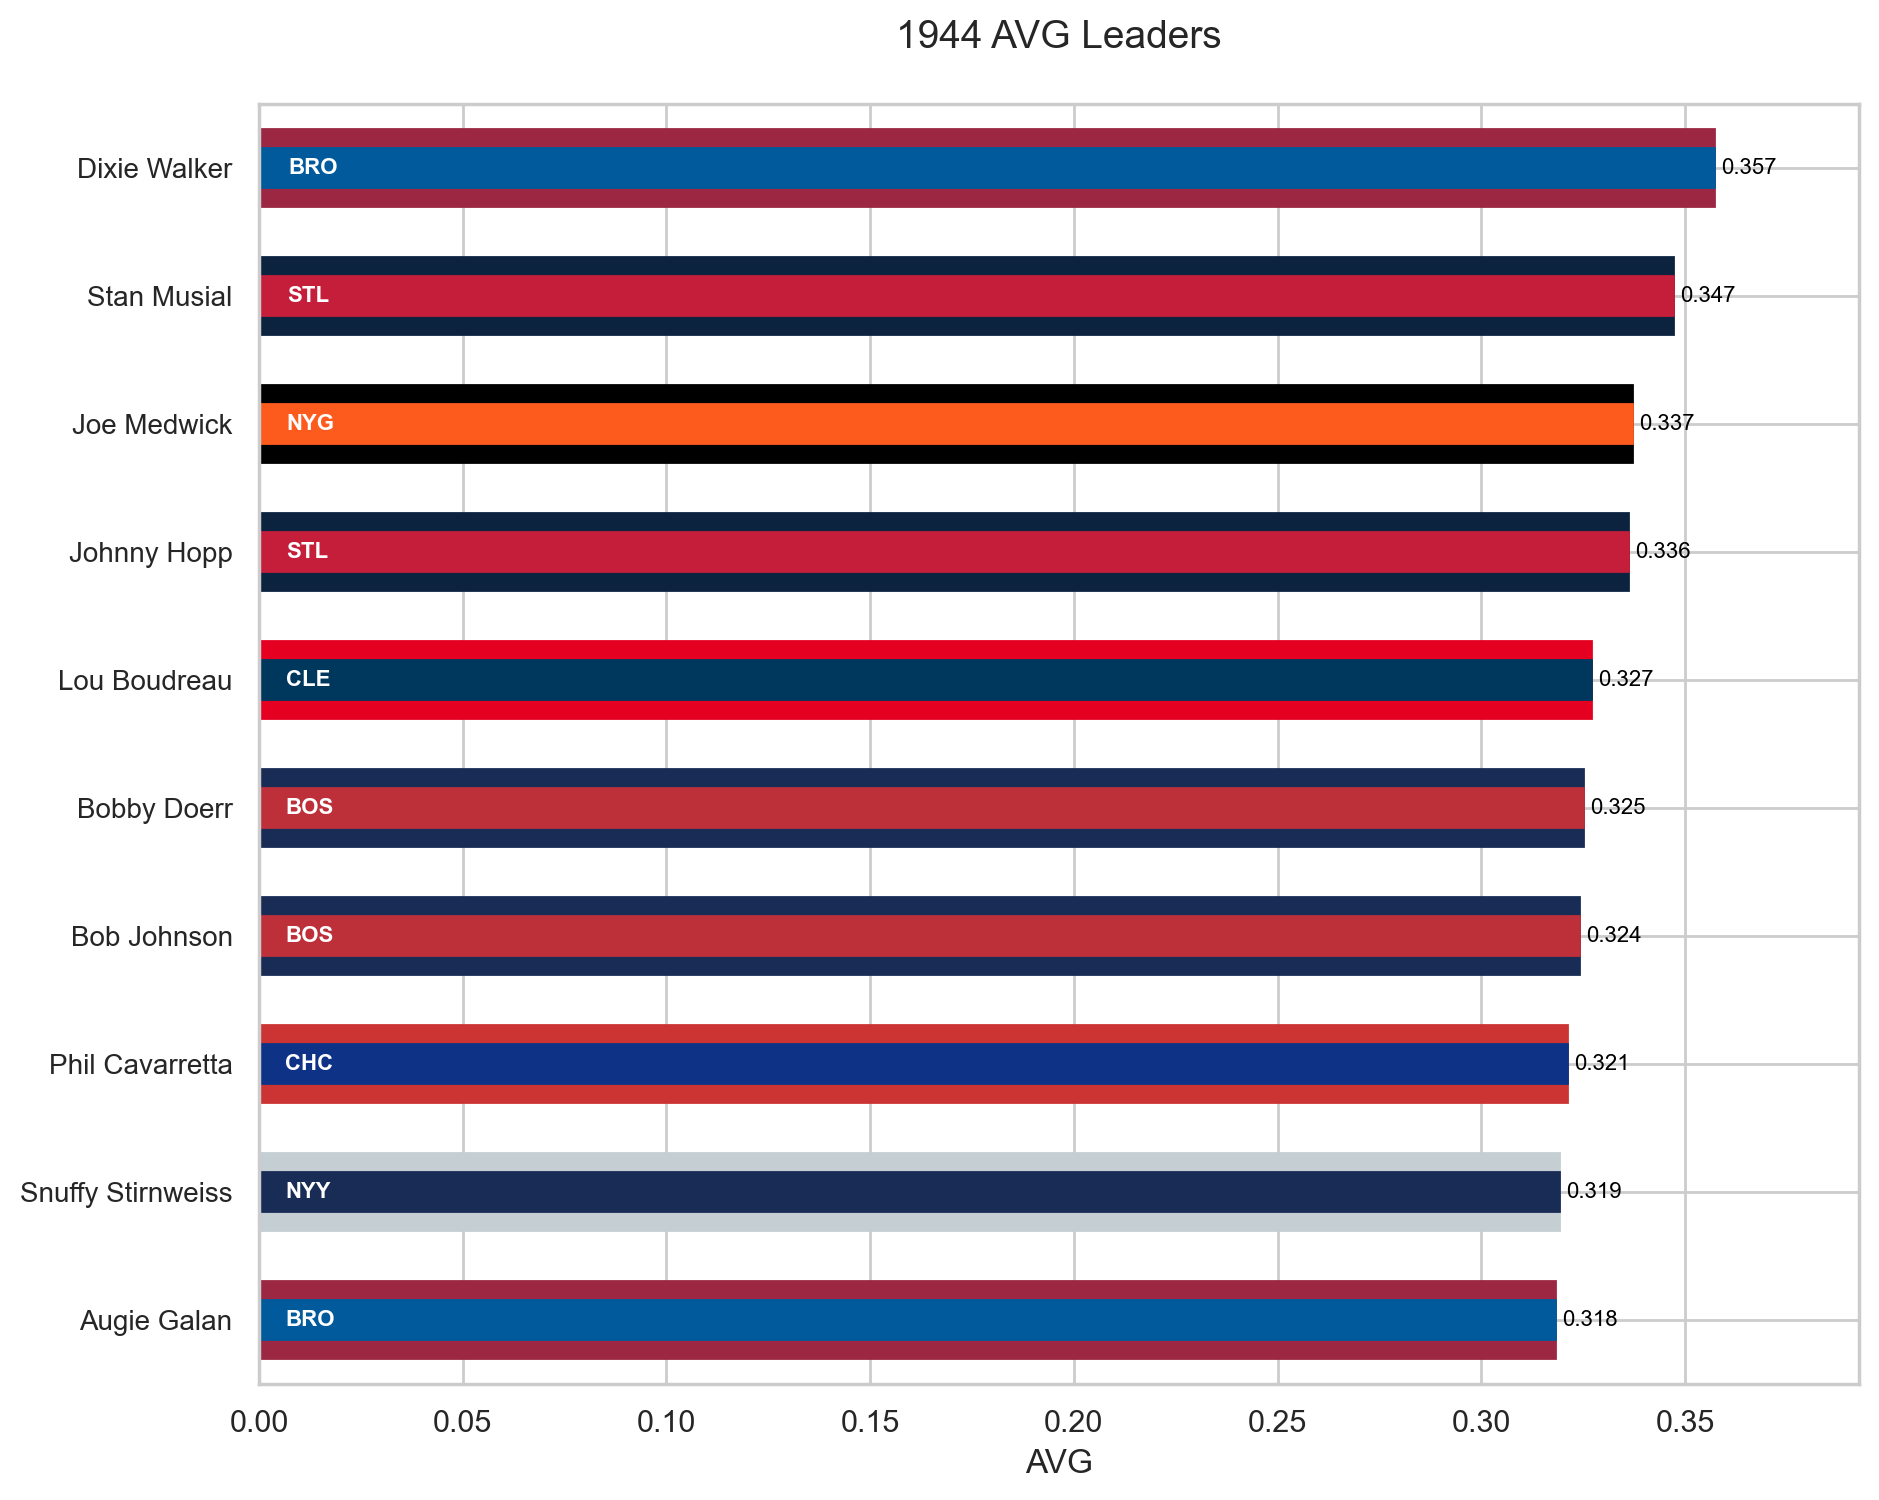 1944 AVG Leaders
Dixie Walker BRO 0.357
Stan Musial STL 0.347
Joe Medwick NYG 0.337
Johnny Hopp STL 0.336
Lou Boudreau CLE 0.327
Bobby Doerr BOS 0.325
Bob Johnson BOS 0.324
Phil Cavarretta CHC 0.321
Snuffy Stirnweiss NYY 0.319
Augie Galan BRO 0.318
0.00 0.05 0.10 0.15 0.20 0.25 0.30 0.35
AVG